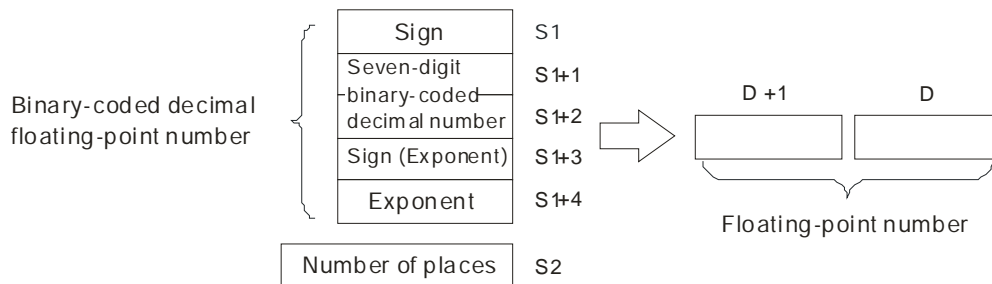 Sign S1
Seven-digit S1+1
binary-coded
decimal number S1+2
Sign (Exponent) S1+3
Exponent S1+4
Binary-coded decimal
floating-point number
D +1 D
Floating-point number
Number of places S2